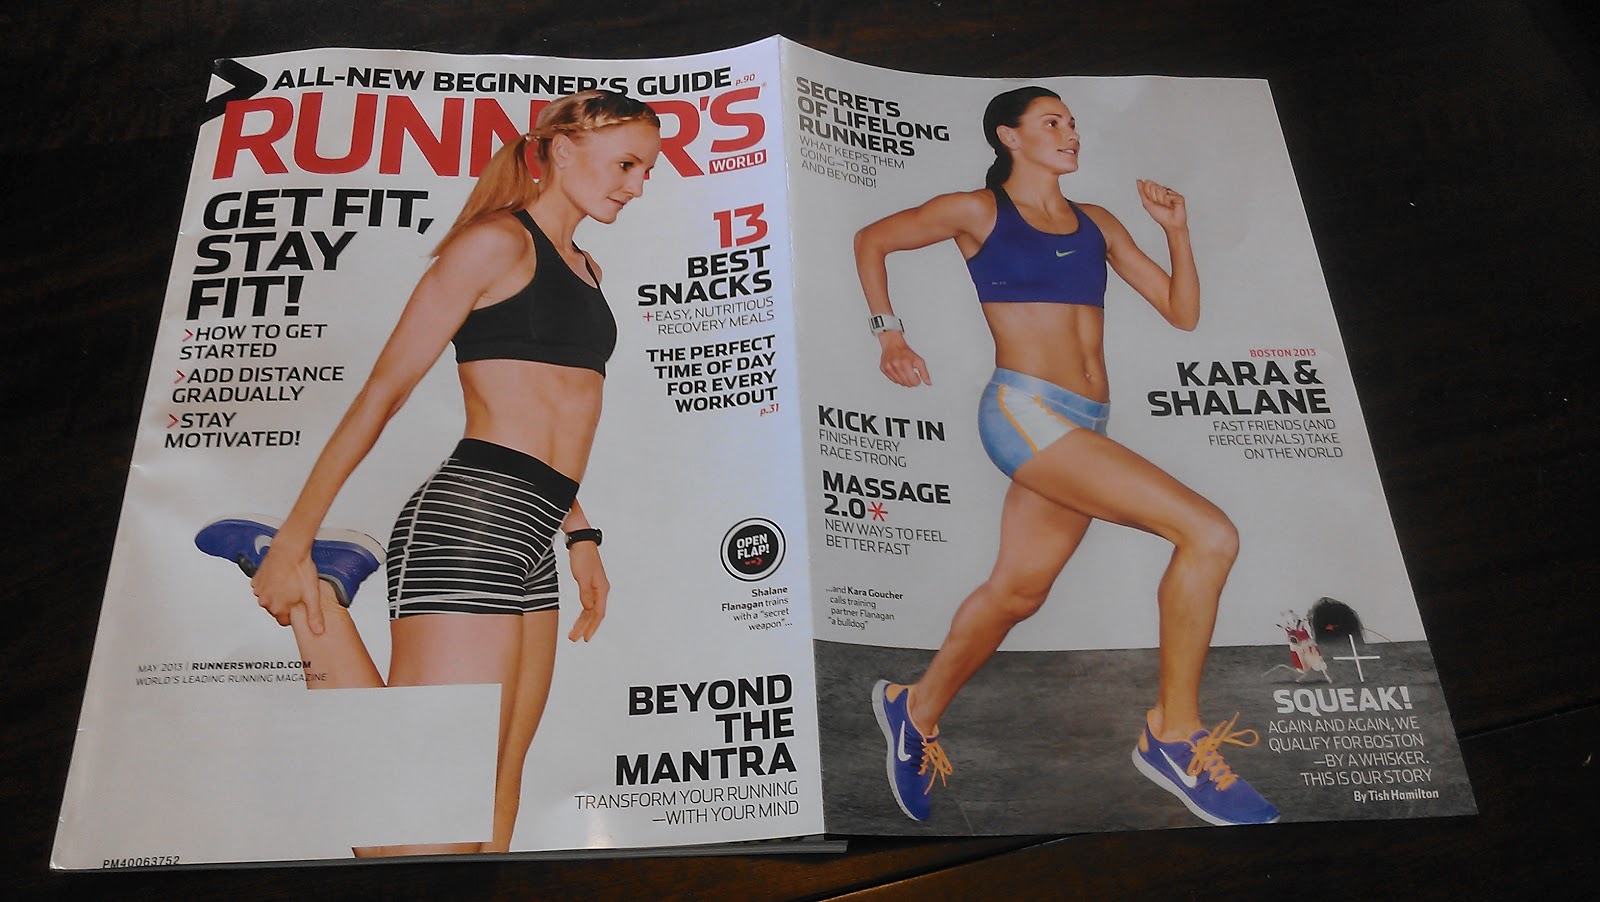 ALL-NEW BEGINNER'S GUIDE p.90
RUNNER'S
WORLD
GET FIT,
STAY
FIT!
>HOW TO GET
STARTED
>ADD DISTANCE
GRADUALLY
>STAY
MOTIVATED!
13
BEST
SNACKS
+EASY, NUTRITIOUS
RECOVERY MEALS
THE PERFECT
TIME OF DAY
FOR EVERY
WORKOUT
p.31
OPEN
FLAP!
Shalane
Flanagan trains
with a "secret
weapon"...
MAY 2013 | RUNNERSWORLD.COM
WORLD'S LEADING RUNNING MAGAZINE
BEYOND
THE
MANTRA
TRANSFORM YOUR RUNNING
—WITH YOUR MIND
PM40063752
SECRETS
OF LIFELONG
RUNNERS
WHAT KEEPS THEM
GOING—TO 80
AND BEYOND!
BOSTON 2013
KARA &
SHALANE
FAST FRIENDS (AND
FIERCE RIVALS) TAKE
ON THE WORLD
KICK IT IN
FINISH EVERY
RACE STRONG
MASSAGE
2.0*
NEW WAYS TO FEEL
BETTER FAST
...and Kara Goucher
calls training
partner Flanagan
"a bulldog"
SQUEAK!
AGAIN AND AGAIN, WE
QUALIFY FOR BOSTON
—BY A WHISKER.
THIS IS OUR STORY
By Tish Hamilton